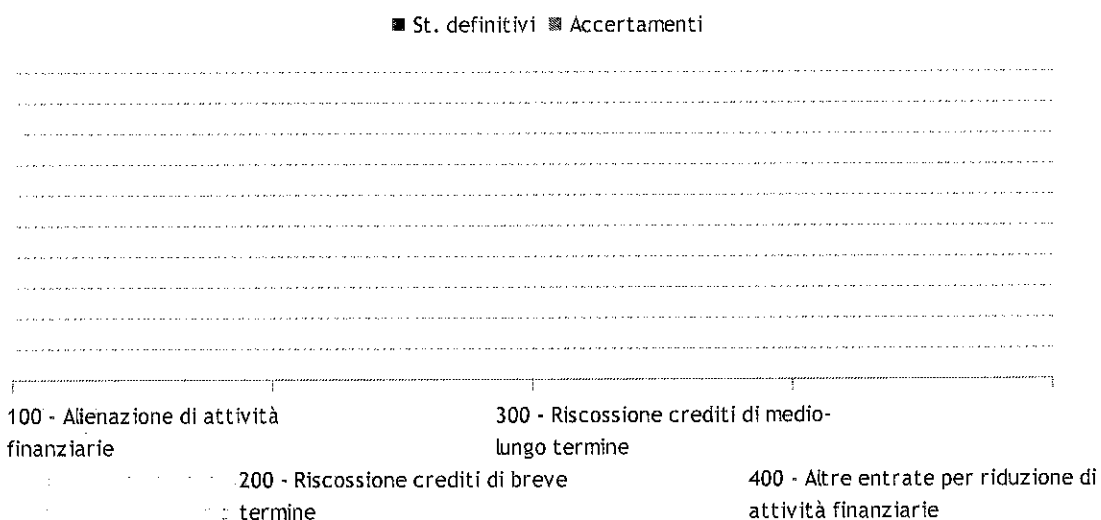 St. definitivi Accertamenti
100 - Alienazione di attività
finanziarie
200 - Riscossione crediti di breve
termine
300 - Riscossione crediti di medio-
lungo termine
400 - Altre entrate per riduzione di
attività finanziarie